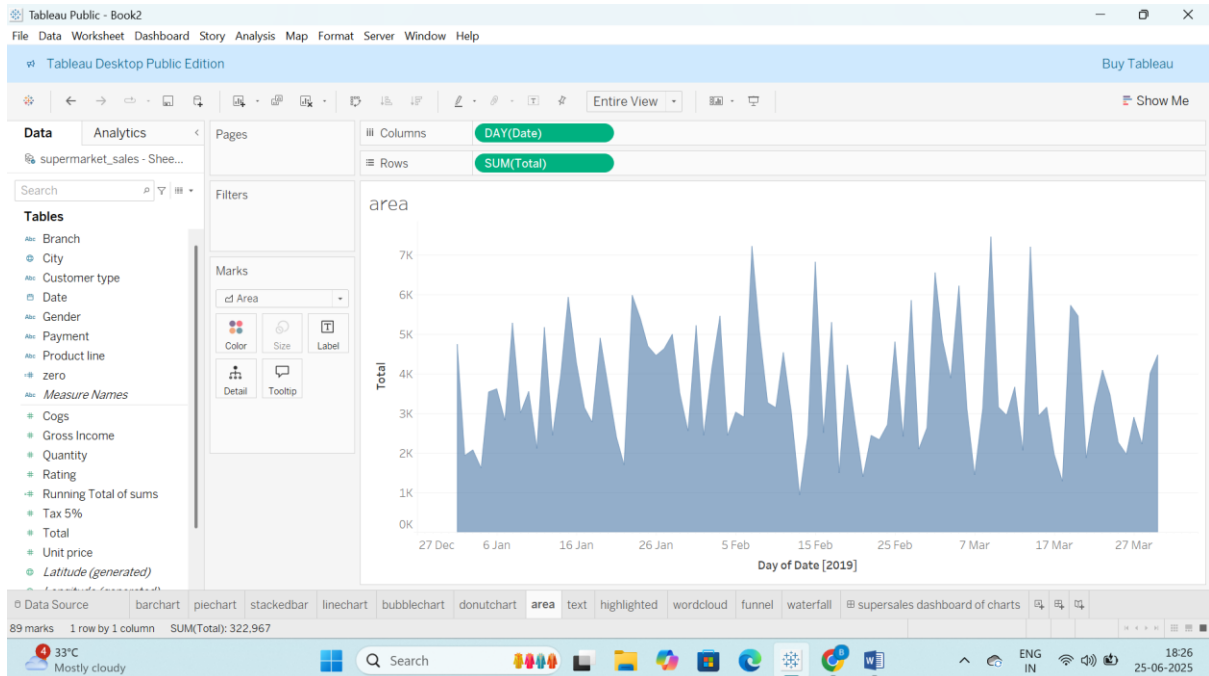 Tableau Public - Book2
File Data Worksheet Dashboard Story Analysis Map Format Server Window Help
Tableau Desktop Public Edition
Buy Tableau
Entire View
Show Me
Data Analytics
supermarket_sales - Shee...
Search
Tables
Abc Branch
City
Abc Customer type
Date
Abc Gender
Abc Payment
Abc Product line
=# zero
Abc Measure Names
# Cogs
# Gross Income
# Quantity
# Rating
=# Running Total of sums
# Tax 5%
# Total
# Unit price
Latitude (generated)
Pages
Filters
Marks
Area
Color Size Label
Detail Tooltip
iii Columns DAY(Date)
Rows SUM(Total)
area
7K
6K
5K
4K
3K
2K
1K
0K
Total
27 Dec 6 Jan 16 Jan 26 Jan 5 Feb 15 Feb 25 Feb 7 Mar 17 Mar 27 Mar
Day of Date [2019]
Data Source barchart piechart stackedbar linechart bubblechart donutchart area text highlighted wordcloud funnel waterfall supersales dashboard of charts
89 marks 1 row by 1 column SUM(Total): 322,967
4 33°C
Mostly cloudy
Search
ENG
IN
18:26
25-06-2025